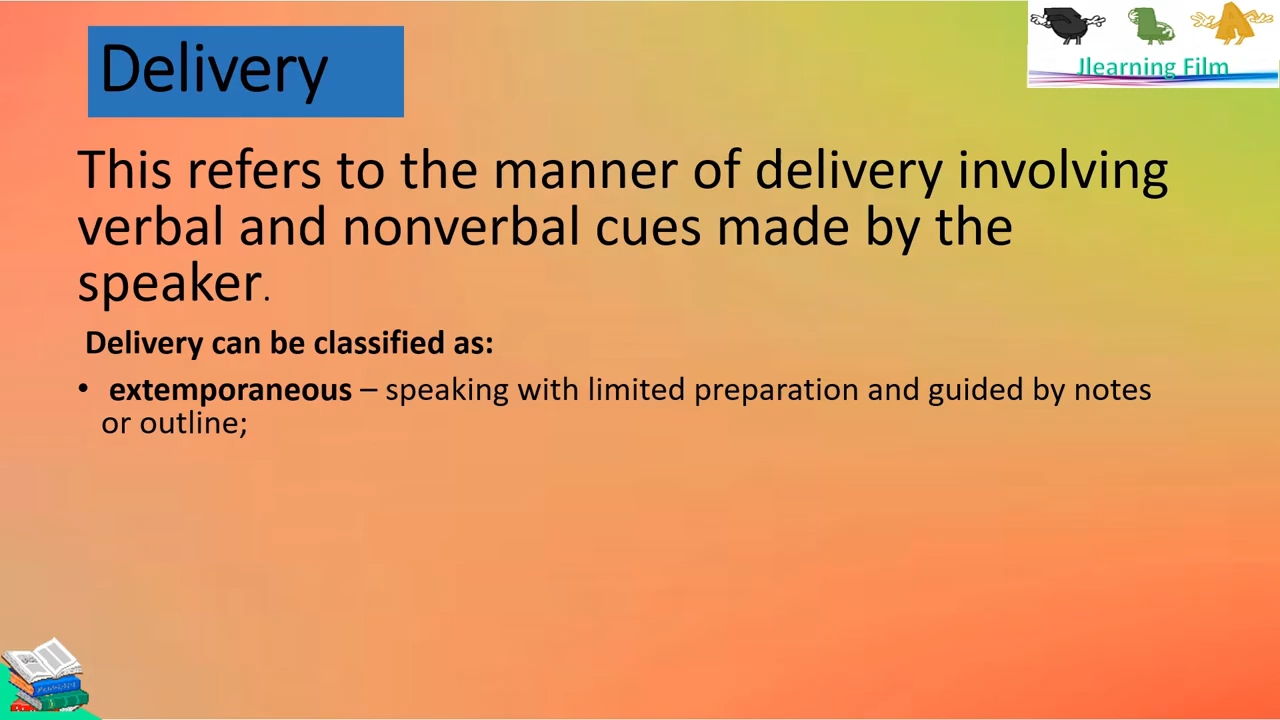 Delivery
Jlearning Film
This refers to the manner of delivery involving
verbal and nonverbal cues made by the
speaker.
Delivery can be classified as:
• extemporaneous – speaking with limited preparation and guided by notes
or outline;